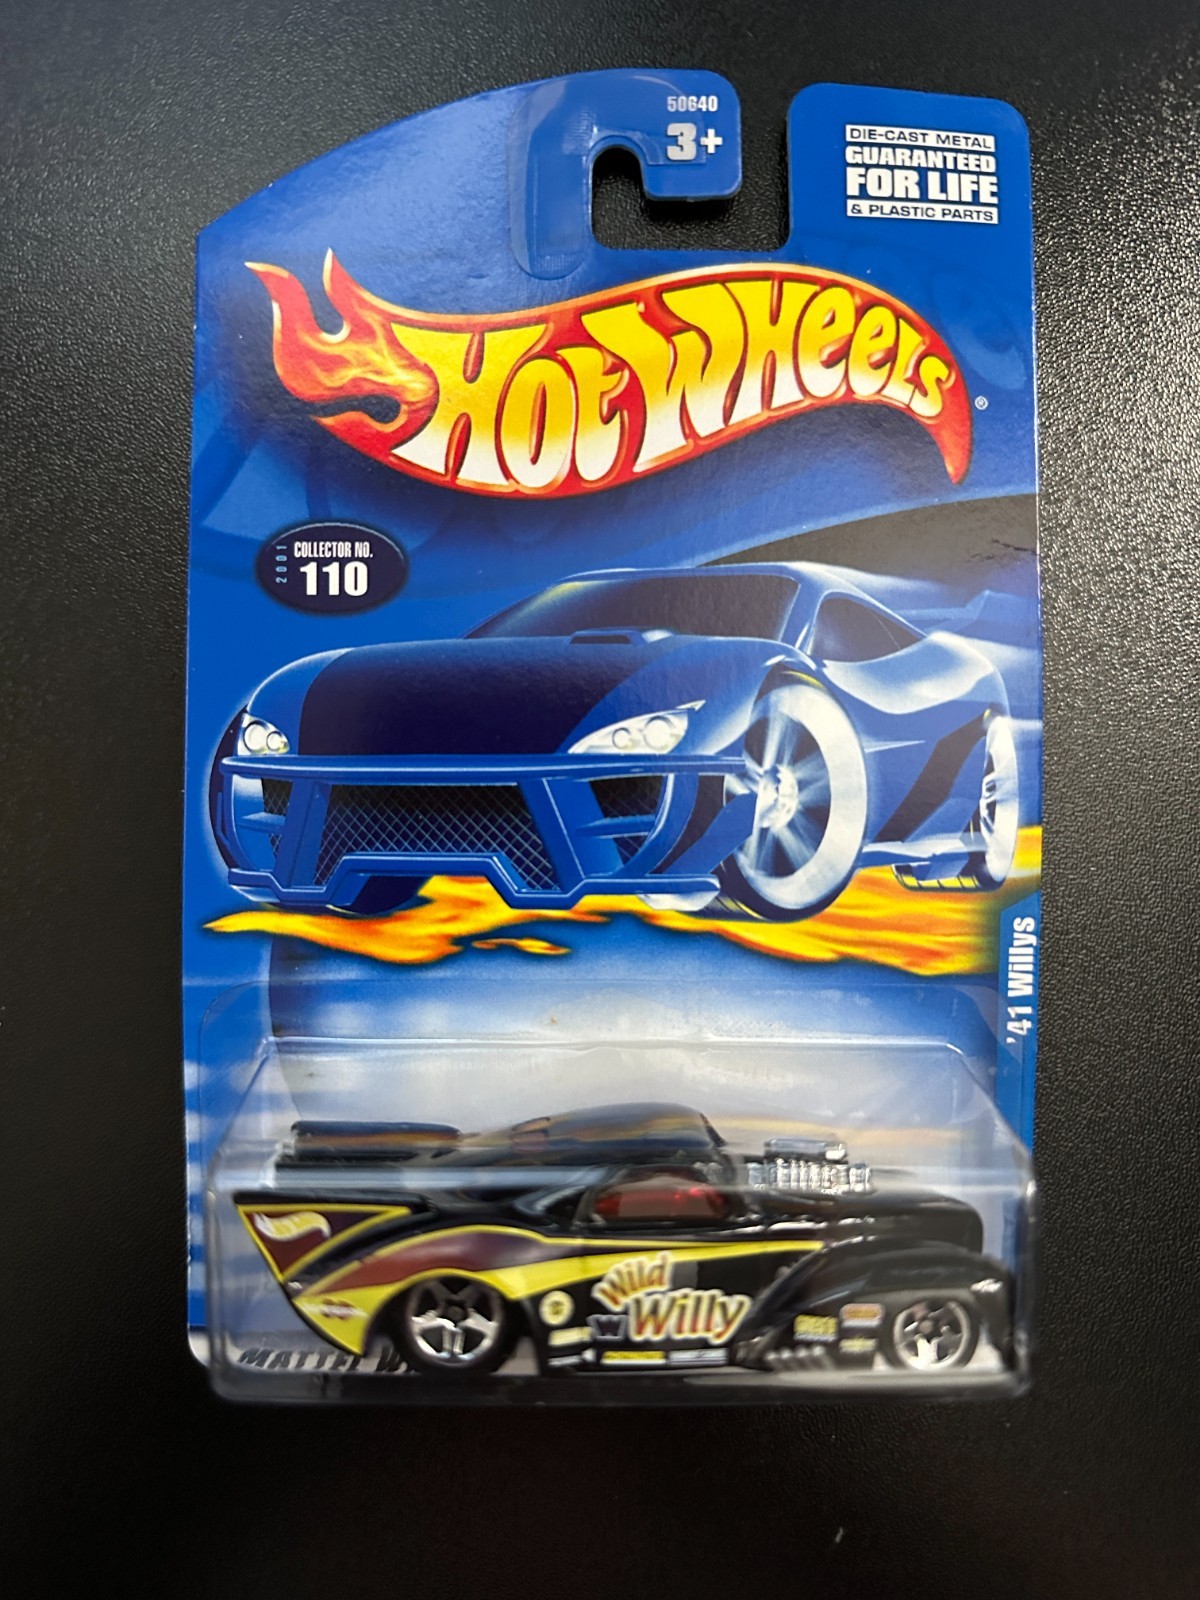 50640
3+
DIE-CAST METAL
GUARANTEED
FOR LIFE
& PLASTIC PARTS
HOT WHEELS®
2001
COLLECTOR NO.
110
'41 Willys
Wild
Willy
MATTEL W